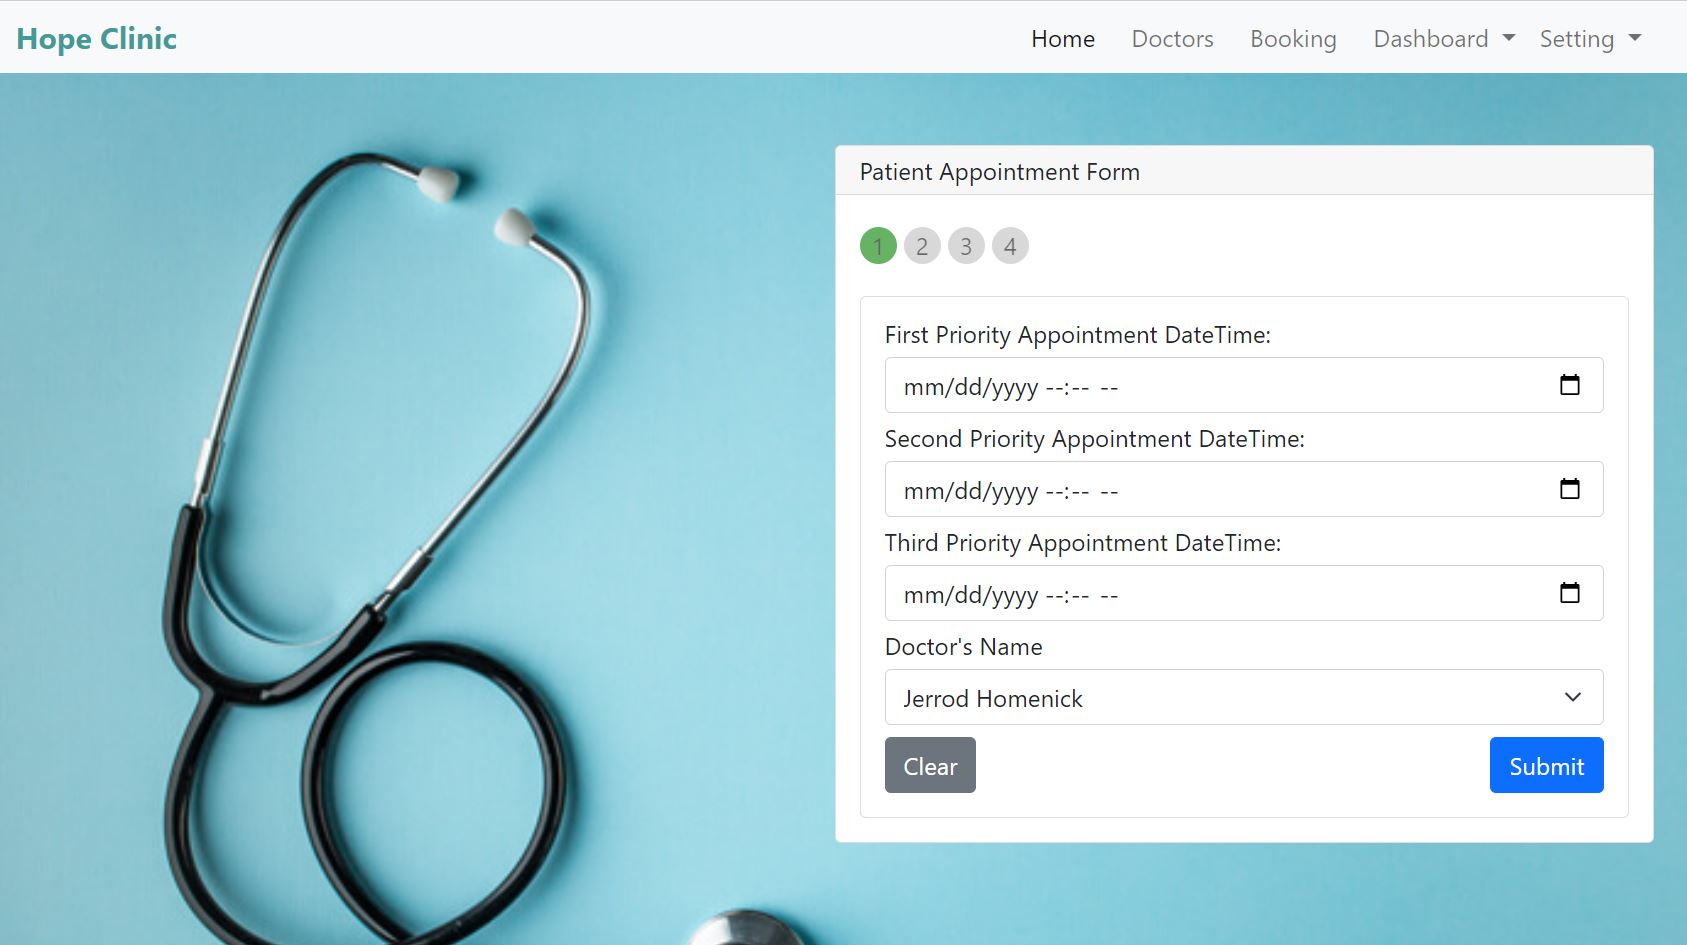 Hope Clinic
Home Doctors Booking Dashboard Setting
Patient Appointment Form
1 2 3 4
First Priority Appointment DateTime:
mm/dd/yyyy --:-- --
Second Priority Appointment DateTime:
mm/dd/yyyy --:-- --
Third Priority Appointment DateTime:
mm/dd/yyyy --:-- --
Doctor's Name
Jerrod Homenick
Clear Submit